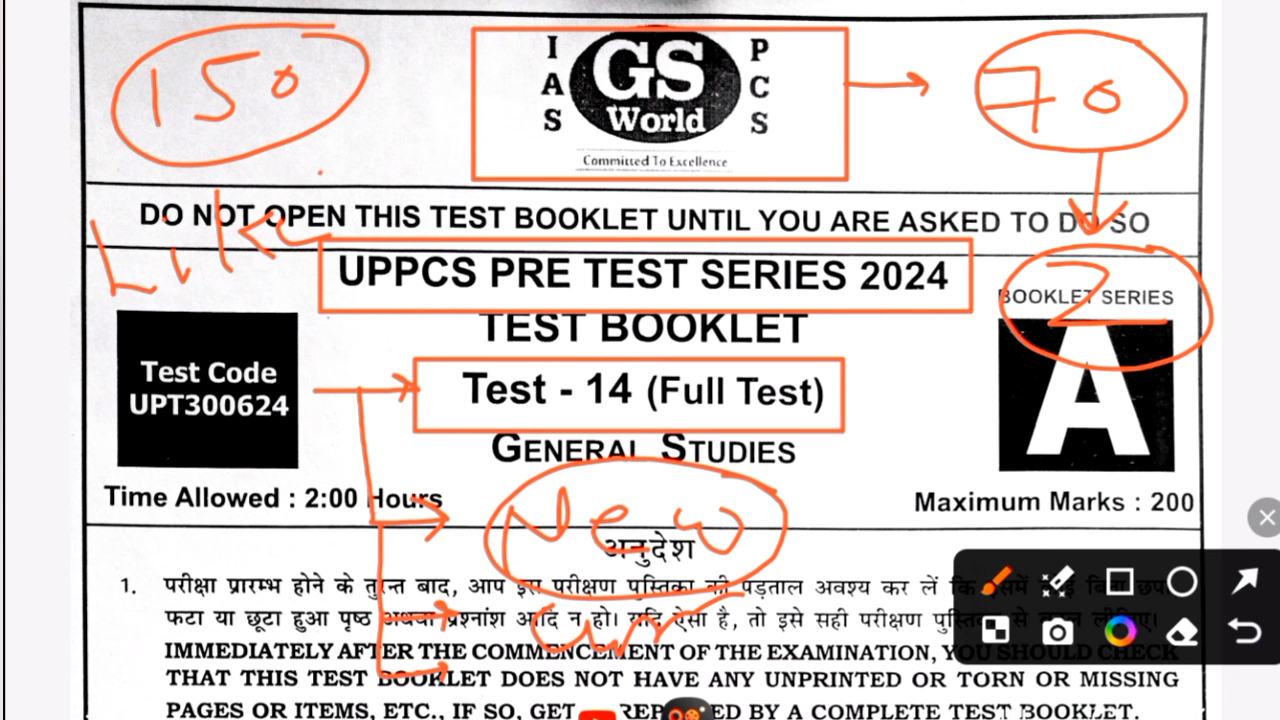 150
IAS
GS
World
PCS
Committed To Excellence
70
DO NOT OPEN THIS TEST BOOKLET UNTIL YOU ARE ASKED TO DO SO
Like
UPPCS PRE TEST SERIES 2024
2
BOOKLET SERIES
TEST BOOKLET
A
Test Code
UPT300624
Test - 14 (Full Test)
GENERAL STUDIES
Time Allowed : 2:00 Hours
Maximum Marks : 200
New
अनुदेश
1. परीक्षा प्रारम्भ होने के तुरन्त बाद, आप इस परीक्षण पुस्तिका की पड़ताल अवश्य कर लें कि
फटा या छूटा हुआ पृष्ठ अथवा प्रश्नांश आदि न हो। यदि ऐसा है, तो इसे सही परीक्षण
Curr
IMMEDIATELY AFTER THE COMMENCEMENT OF THE EXAMINATION, YOU SHOULD CHECK
THAT THIS TEST BOOKLET DOES NOT HAVE ANY UNPRINTED OR TORN OR MISSING
PAGES OR ITEMS, ETC., IF SO, GET BY A COMPLETE TEST BOOKLET.